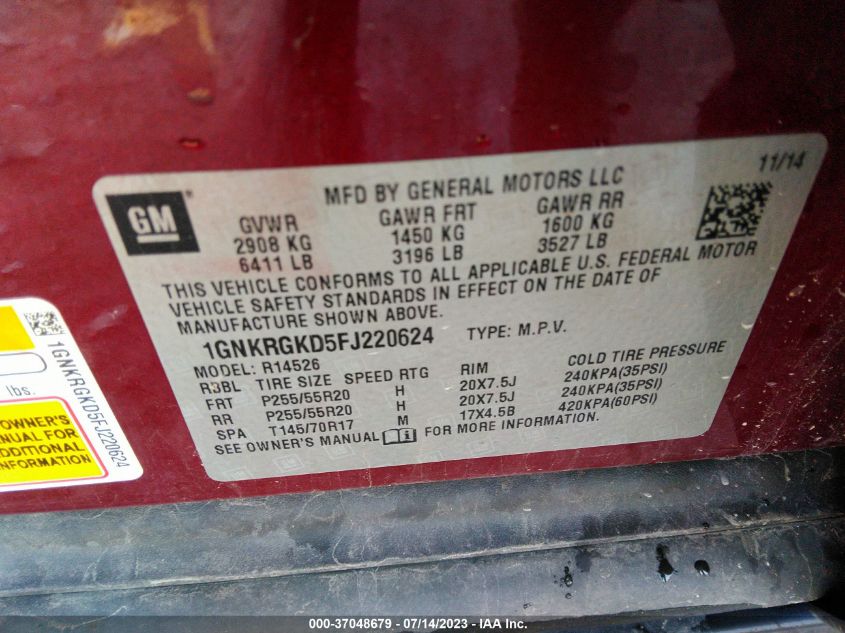 11/14
MFD BY GENERAL MOTORS LLC
GM
GVWR GAWR FRT GAWR RR
2908 KG 1450 KG 1600 KG
6411 LB 3196 LB 3527 LB
THIS VEHICLE CONFORMS TO ALL APPLICABLE U.S. FEDERAL MOTOR
VEHICLE SAFETY STANDARDS IN EFFECT ON THE DATE OF
MANUFACTURE SHOWN ABOVE.
1GNKRGKD5FJ220624 TYPE: M.P.V.
MODEL: R14526
TIRE SIZE SPEED RTG RIM COLD TIRE PRESSURE
FRT P255/55R20 H 20X7.5J 240KPA(35PSI)
RR P255/55R20 H 20X7.5J 240KPA(35PSI)
SPA T145/70R17 M 17X4.5B 420KPA(60PSI)
SEE OWNER'S MANUAL FOR MORE INFORMATION.
lbs.
OWNER'S
MANUAL FOR
ADDITIONAL
INFORMATION
1GNKRGKD5FJ220624
000-37048679 / 07/14/2023 - IAA Inc.